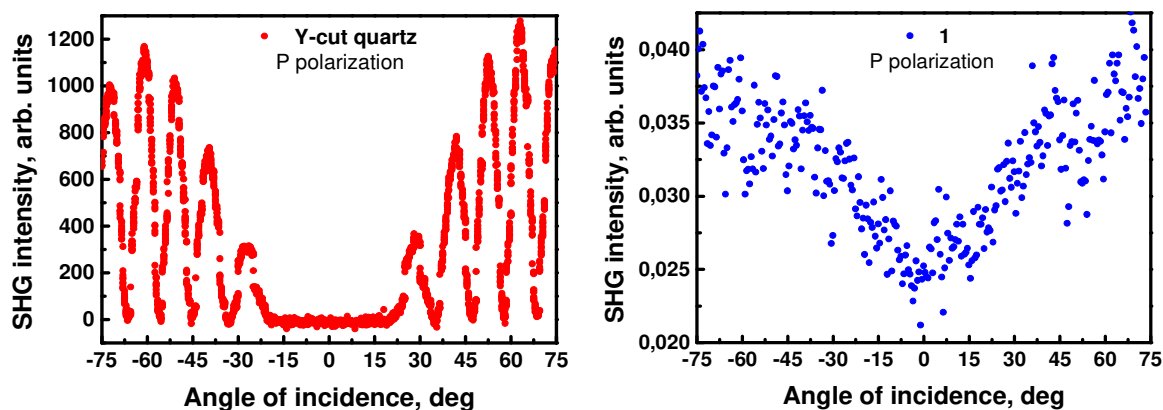 SHG intensity, arb. units
1200
1000
800
600
400
200
0
Y-cut quartz
P polarization
-75 -60 -45 -30 -15 0 15 30 45 60 75
Angle of incidence, deg
SHG intensity, arb. units
0,040
0,035
0,030
0,025
0,020
1
P polarization
-75 -60 -45 -30 -15 0 15 30 45 60 75
Angle of incidence, deg